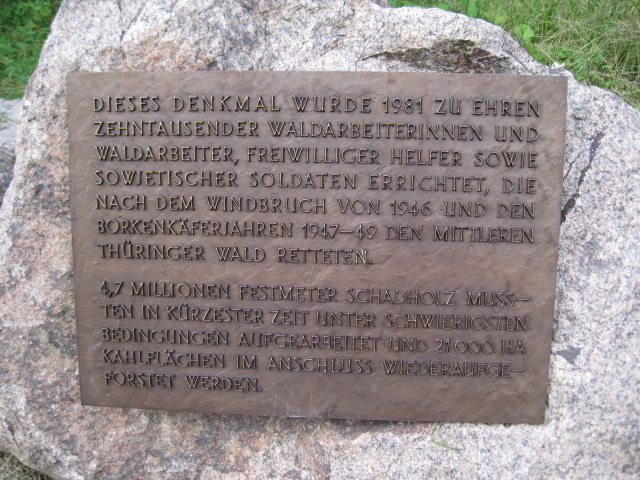 DIESES DENKMAL WURDE 1981 ZU EHREN
ZEHNTAUSENDER WALDARBEITERINNEN UND
WALDARBEITER, FREIWILLIGER HELFER SOWIE
SOWJETISCHER SOLDATEN ERRICHTET, DIE
NACH DEM WINDBRUCH VON 1946 UND DEN
BORKENKÄFERJAHREN 1947–49 DEN MITTLEREN
THÜRINGER WALD RETTETEN.
4,7 MILLIONEN FESTMETER SCHADHOLZ MUSS–
TEN IN KÜRZESTER ZEIT UNTER SCHWIERIGSTEN
BEDINGUNGEN AUFGEARBEITET UND 21 000 HA
KAHLFLÄCHEN IM ANSCHLUSS WIEDERAUFGE–
FORSTET WERDEN.